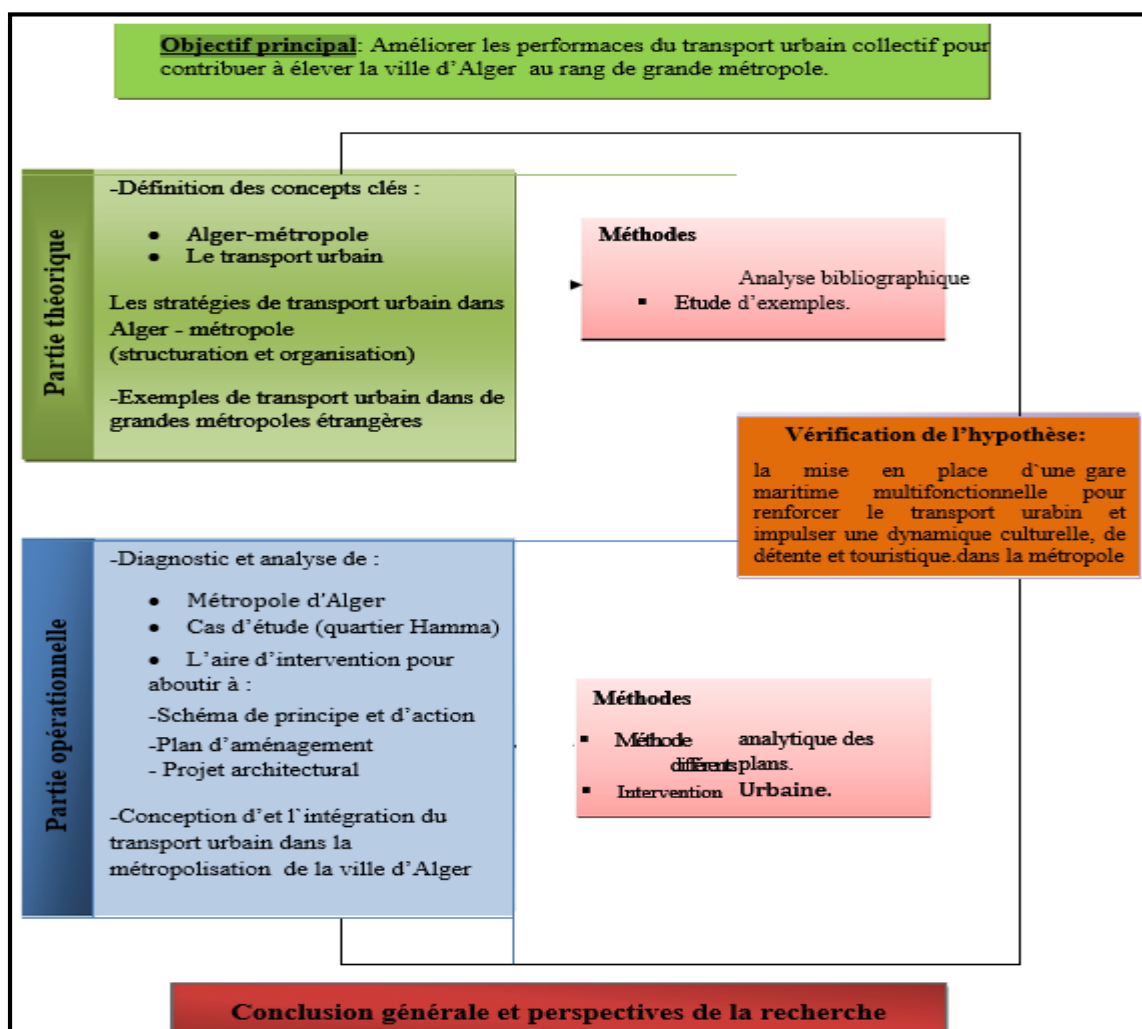 Objectif principal: Améliorer les performaces du transport urbain collectif pour
contribuer à élever la ville d'Alger au rang de grande métropole.
Partie théorique
-Définition des concepts clés :
• Alger-métropole
• Le transport urbain
Les stratégies de transport urbain dans
Alger - métropole
(structuration et organisation)
-Exemples de transport urbain dans de
grandes métropoles étrangères
Méthodes
Analyse bibliographique
▪ Etude d'exemples.
Vérification de l'hypothèse:
la mise en place d`une gare
maritime multifonctionnelle pour
renforcer le transport urabin et
impulser une dynamique culturelle, de
détente et touristique.dans la métropole
Partie opérationnelle
-Diagnostic et analyse de :
• Métropole d'Alger
• Cas d'étude (quartier Hamma)
• L'aire d'intervention pour
aboutir à :
-Schéma de principe et d'action
-Plan d'aménagement
- Projet architectural
-Conception d'et l`intégration du
transport urbain dans la
métropolisation de la ville d'Alger
Méthodes
▪ Méthode analytique des
différents plans.
▪ Intervention Urbaine.
Conclusion générale et perspectives de la recherche